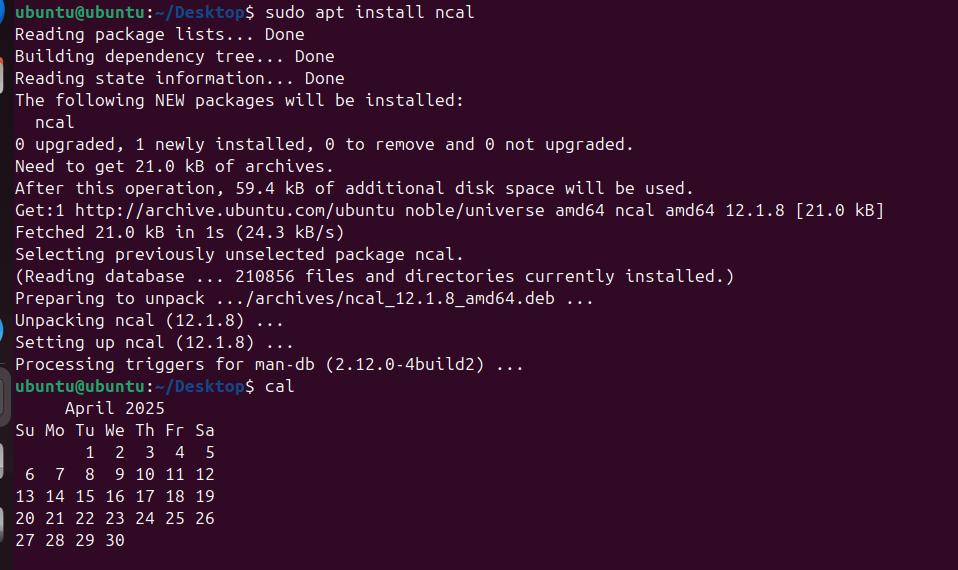 ubuntu@ubuntu:~/Desktop$ sudo apt install ncal
Reading package lists... Done
Building dependency tree... Done
Reading state information... Done
The following NEW packages will be installed:
  ncal
0 upgraded, 1 newly installed, 0 to remove and 0 not upgraded.
Need to get 21.0 kB of archives.
After this operation, 59.4 kB of additional disk space will be used.
Get:1 http://archive.ubuntu.com/ubuntu noble/universe amd64 ncal amd64 12.1.8 [21.0 kB]
Fetched 21.0 kB in 1s (24.3 kB/s)
Selecting previously unselected package ncal.
(Reading database ... 210856 files and directories currently installed.)
Preparing to unpack .../archives/ncal_12.1.8_amd64.deb ...
Unpacking ncal (12.1.8) ...
Setting up ncal (12.1.8) ...
Processing triggers for man-db (2.12.0-4build2) ...
ubuntu@ubuntu:~/Desktop$ cal
     April 2025
Su Mo Tu We Th Fr Sa
       1  2  3  4  5
 6  7  8  9 10 11 12
13 14 15 16 17 18 19
20 21 22 23 24 25 26
27 28 29 30